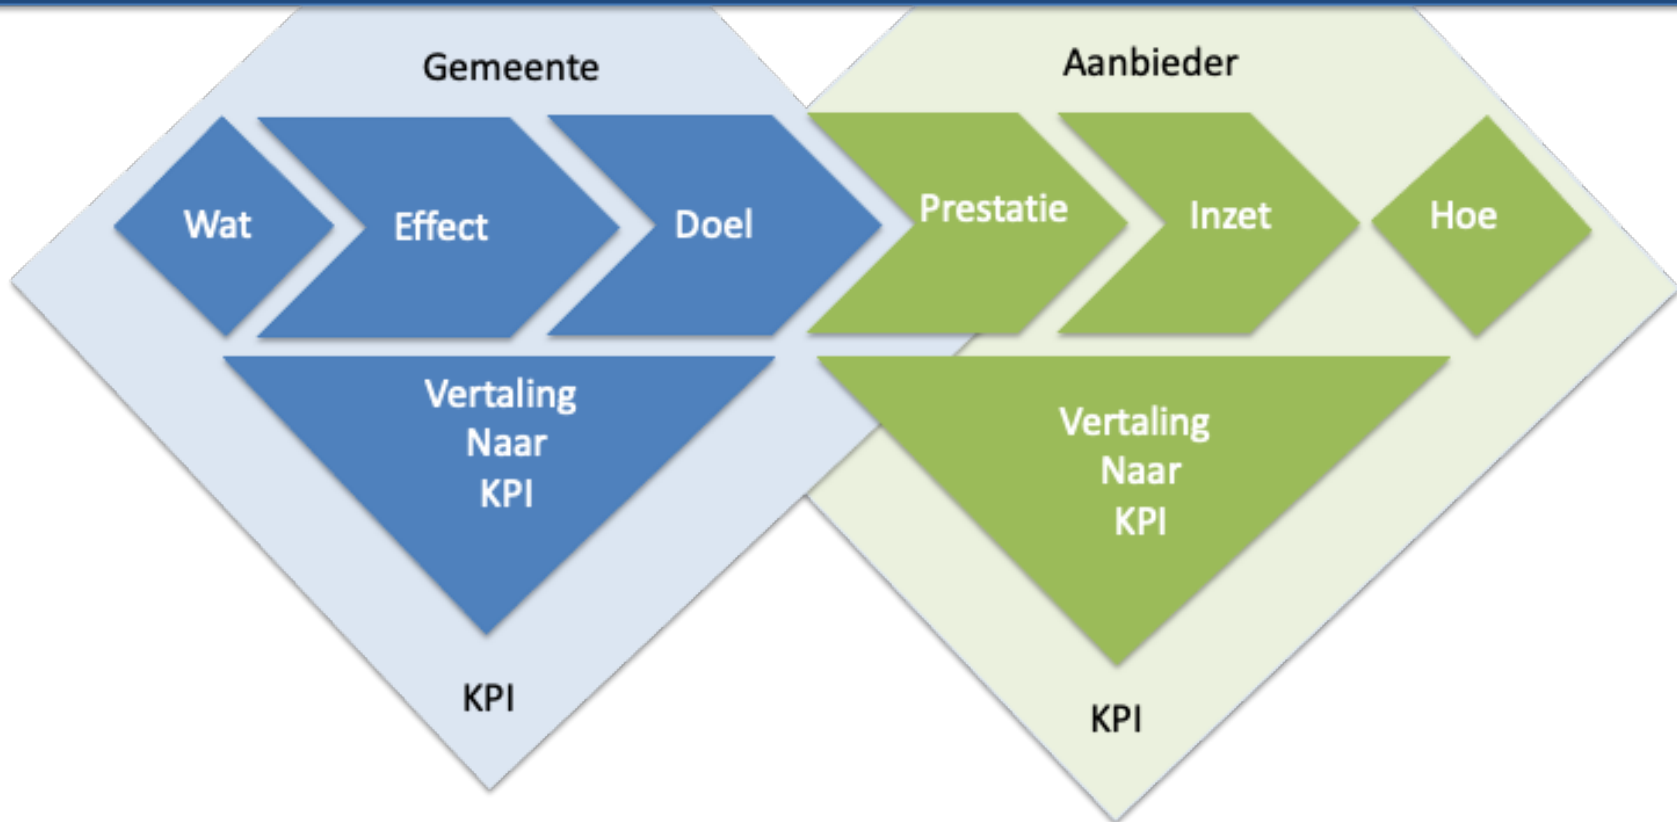 Gemeente
Aanbieder
Wat
Effect
Doel
Prestatie
Inzet
Hoe
Vertaling
Naar
KPI
Vertaling
Naar
KPI
KPI
KPI